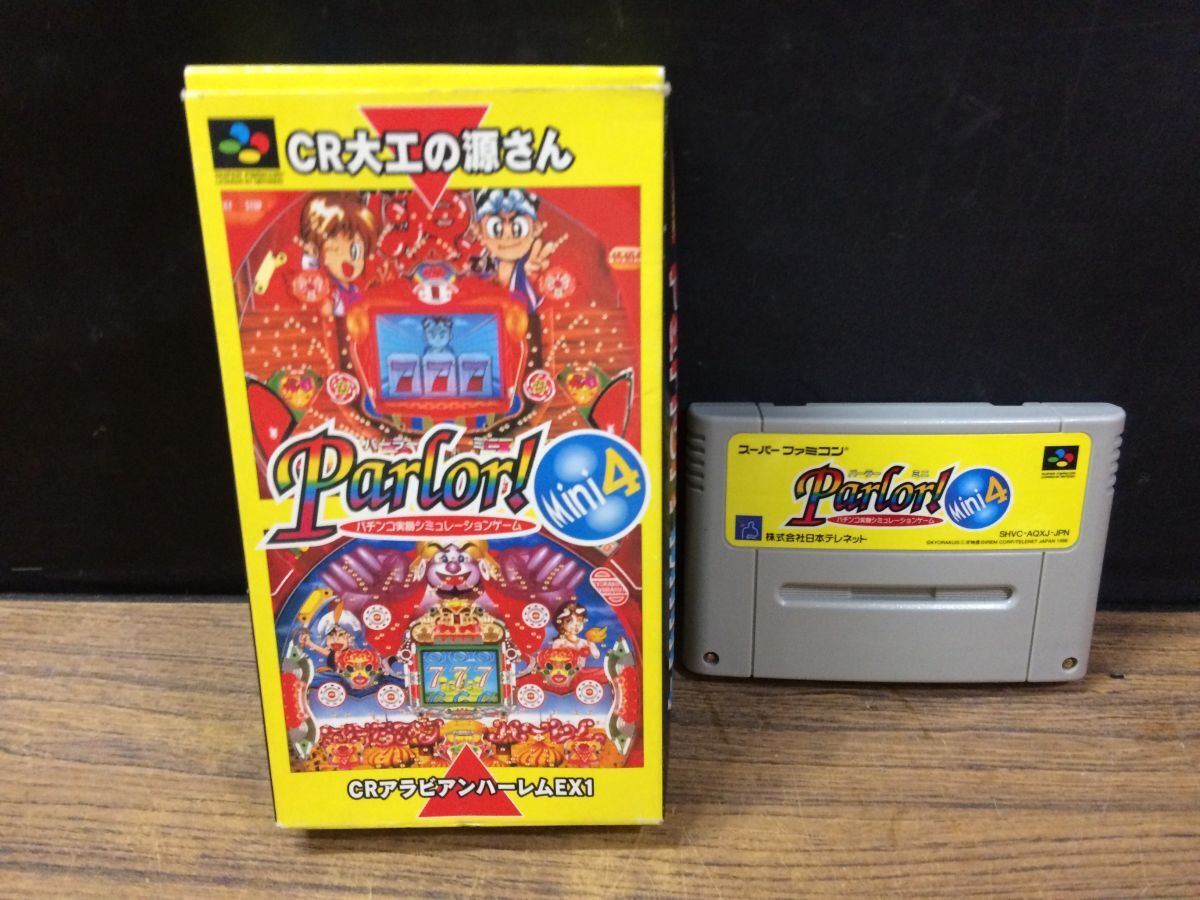 CR大工の源さん
777
パーラー ミニ
Parlor! Mini 4
パチンコ実機シミュレーションゲーム
777
CRアラビアンハーレムEX1
スーパーファミコン
パーラー ミニ
Parlor! Mini 4
パチンコ実機シミュレーションゲーム
株式会社日本テレネット
SHVC-AQXJ-JPN